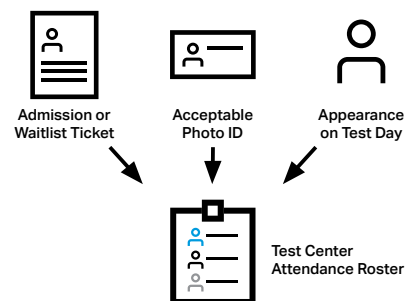 Admission or
Waitlist Ticket
Acceptable
Photo ID
Appearance
on Test Day
Test Center
Attendance Roster